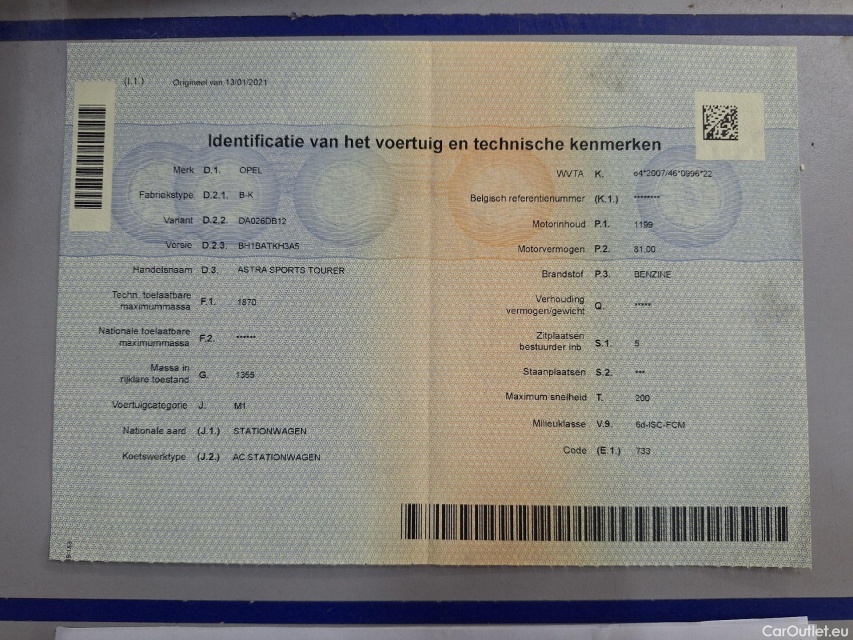 (I.1.) Origineel van 13/01/2021
Identificatie van het voertuig en technische kenmerken
Merk D.1. OPEL
Fabriekstype D.2.1. B-K
Variant D.2.2. DA026DB12
Versie D.2.3. BH1BATKH3A5
Handelsnaam D.3. ASTRA SPORTS TOURER
Techn. toelaatbare
maximummassa F.1. 1870
Nationale toelaatbare
maximummassa F.2. ******
Massa in
rijklare toestand G. 1355
Voertuigcategorie J. M1
Nationale aard (J.1.) STATIONWAGEN
Koetswerktype (J.2.) AC STATIONWAGEN
WVTA K. e4*2007/46*0996*22
Belgisch referentienummer (K.1.) ********
Motorinhoud P.1. 1199
Motorvermogen P.2. 81.00
Brandstof P.3. BENZINE
Verhouding
vermogen/gewicht Q. *****
Zitplaatsen
bestuurder inb. S.1. 5
Staanplaatsen S.2. ***
Maximum snelheid T. 200
Milieuklasse V.9. 6d-ISC-FCM
Code (E.1.) 733
CarOutlet.eu